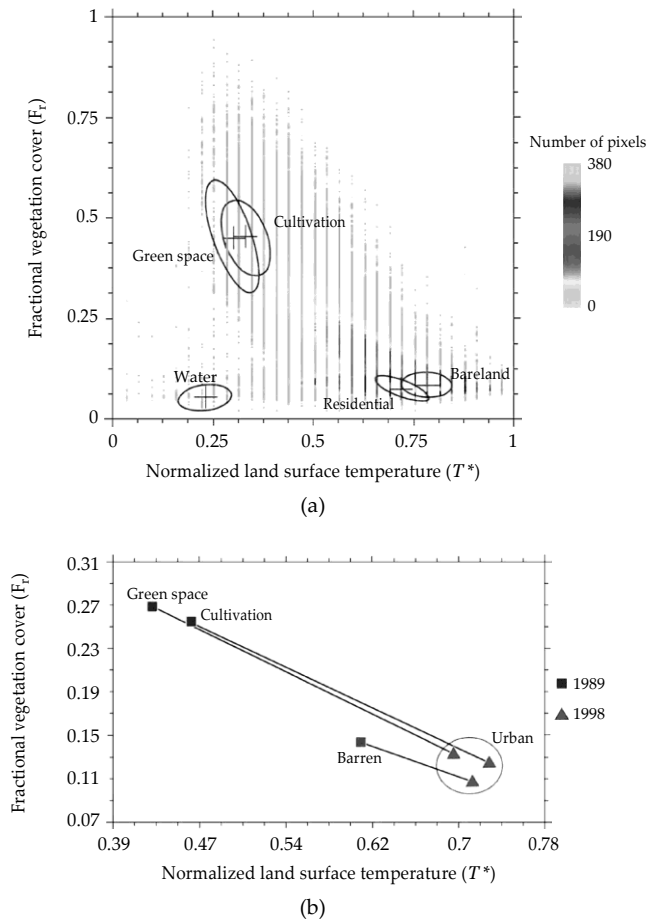 1
0.75
0.5
0.25
0
Fractional vegetation cover (Fr)
Green space
Cultivation
Water
Residential
Bareland
0 0.25 0.5 0.75 1
Normalized land surface temperature (T*)
Number of pixels
380
190
0
(a)
0.31
0.27
0.23
0.19
0.15
0.11
0.07
Fractional vegetation cover (Fr)
Green space
Cultivation
Barren
Urban
1989
1998
0.39 0.47 0.54 0.62 0.7 0.78
Normalized land surface temperature (T*)
(b)